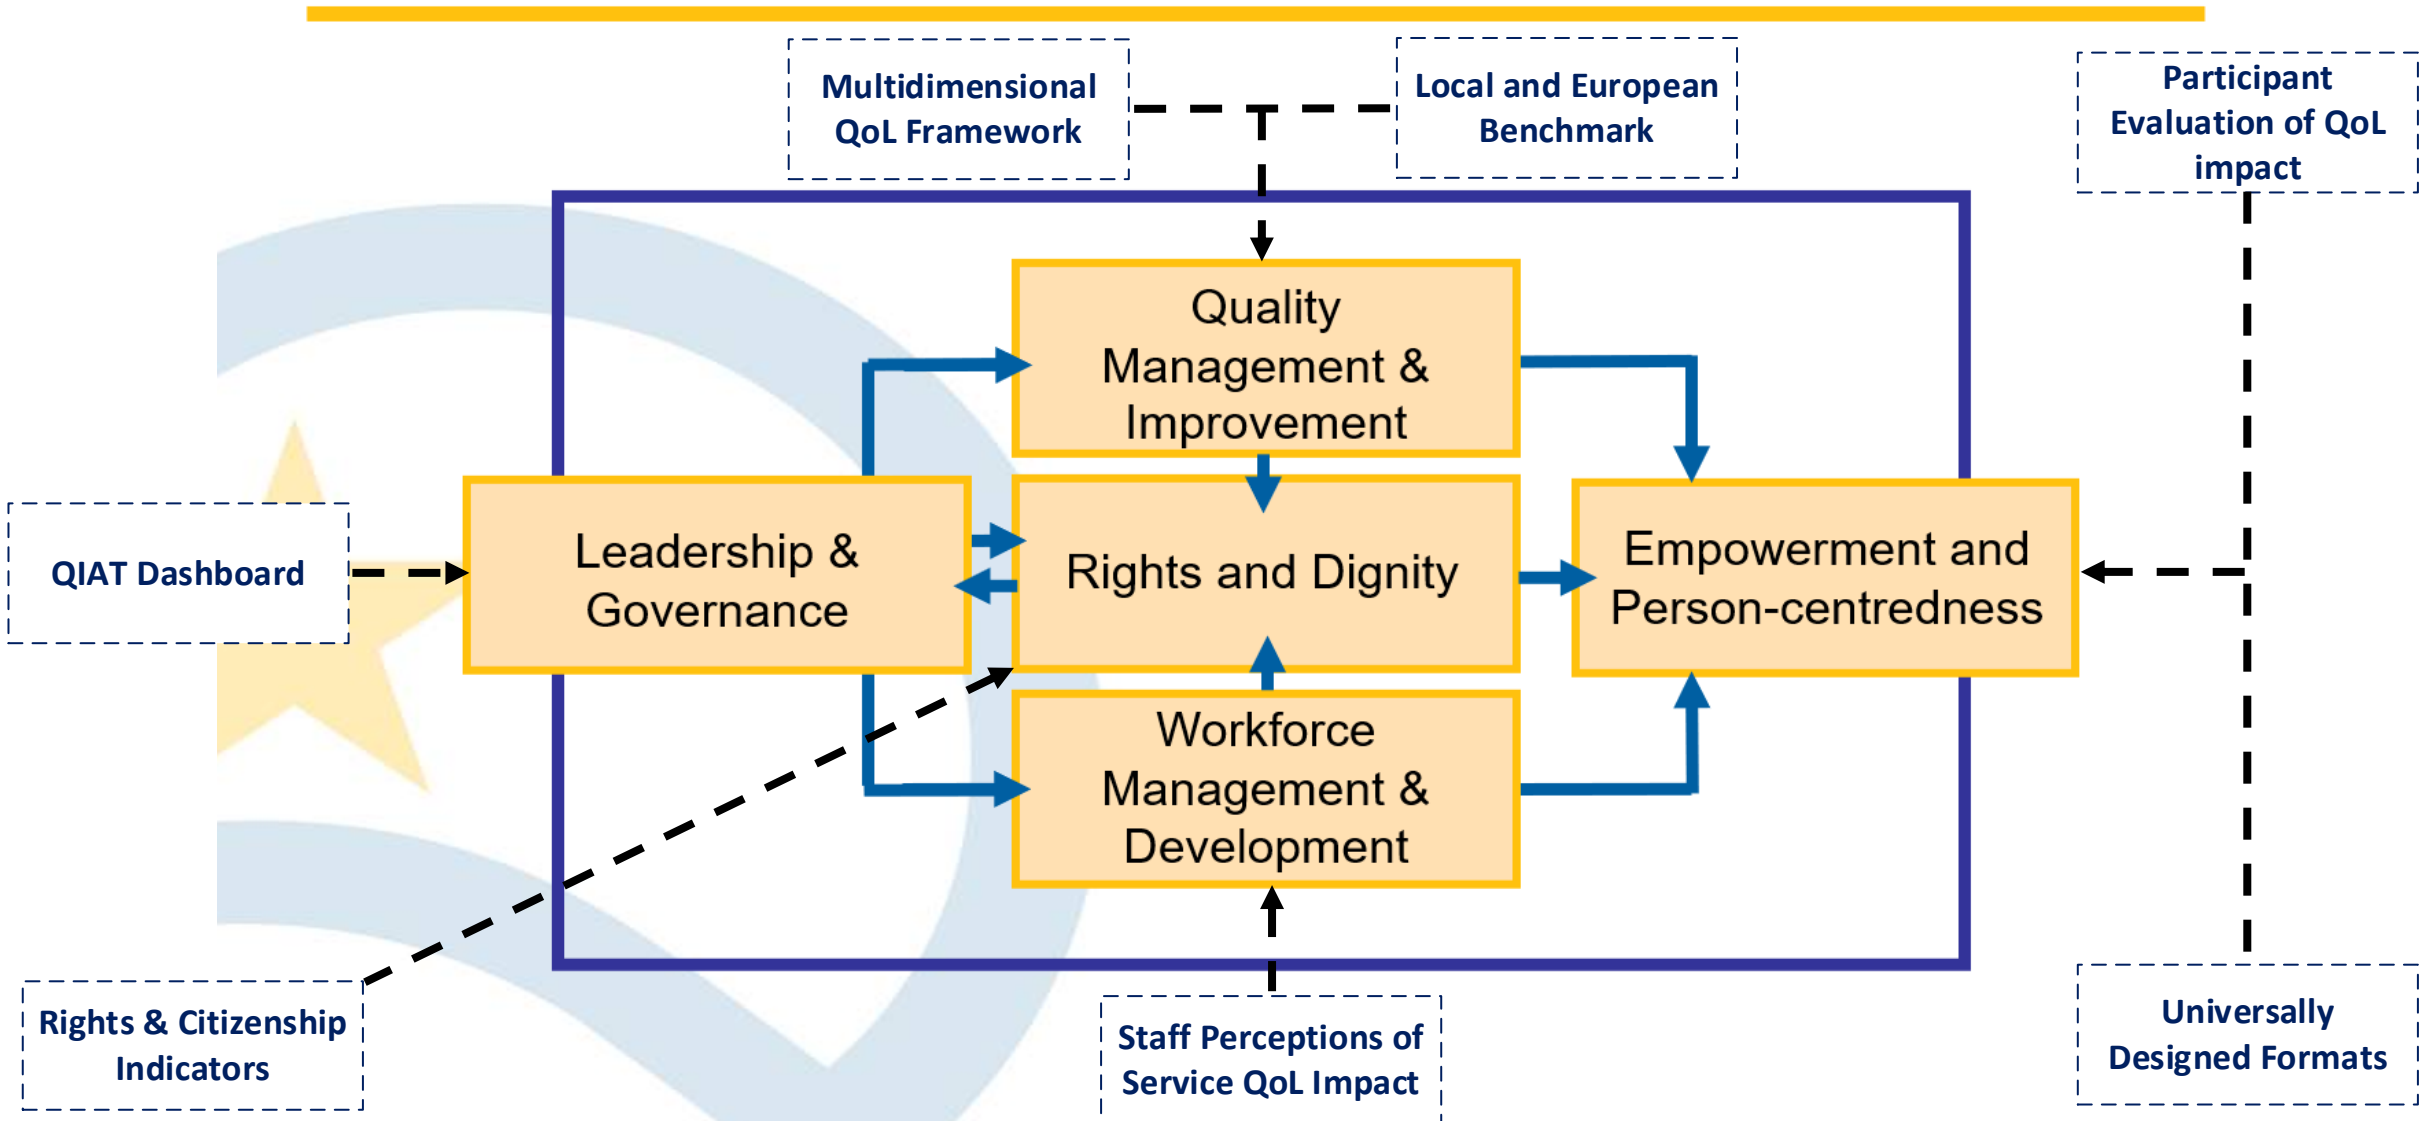 Multidimensional
QoL Framework
Local and European
Benchmark
Participant
Evaluation of QoL
impact
Quality
Management &
Improvement
QIAT Dashboard
Leadership &
Governance
Rights and Dignity
Empowerment and
Person-centredness
Workforce
Management &
Development
Rights & Citizenship
Indicators
Staff Perceptions of
Service QoL Impact
Universally
Designed Formats